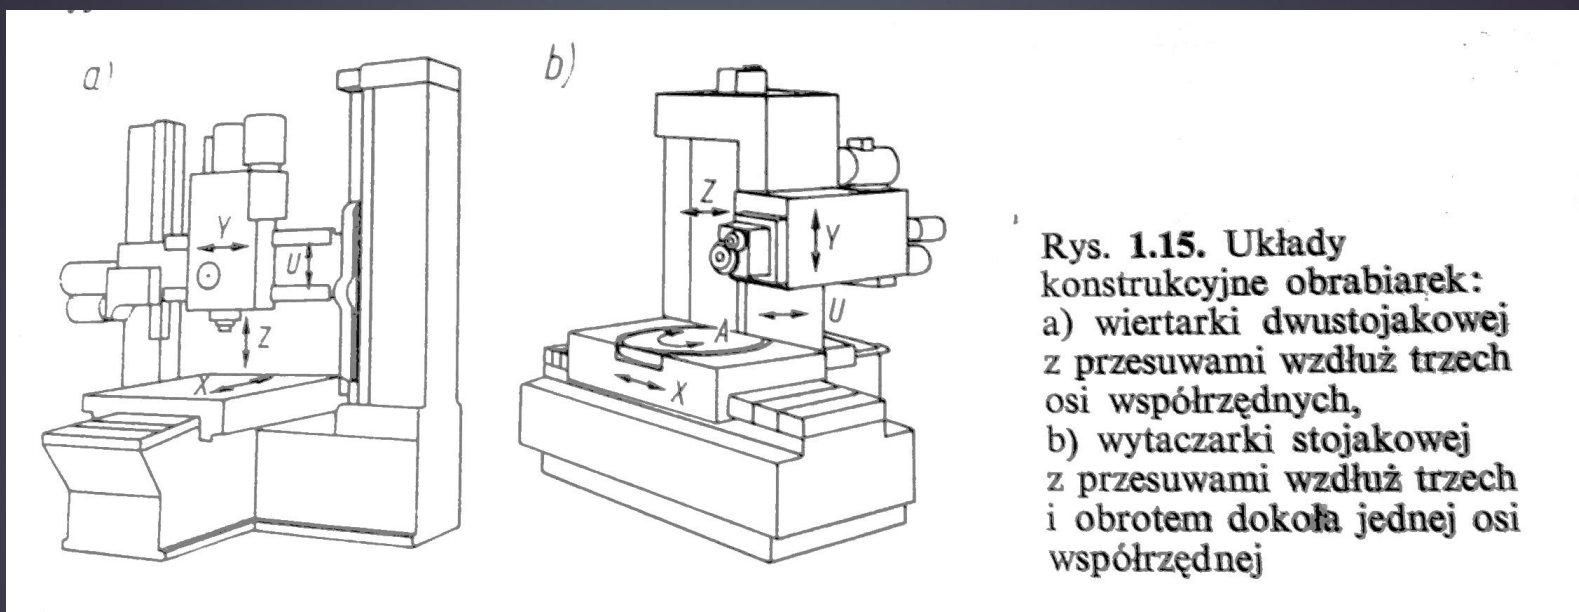 a)
Y
U
Z
X
b)
Z
Y
U
A
X
Rys. 1.15. Układy
konstrukcyjne obrabiarek:
a) wiertarki dwustojakowej
z przesuwami wzdłuż trzech
osi współrzędnych,
b) wytaczarki stojakowej
z przesuwami wzdłuż trzech
i obrotem dokoła jednej osi
współrzędnej